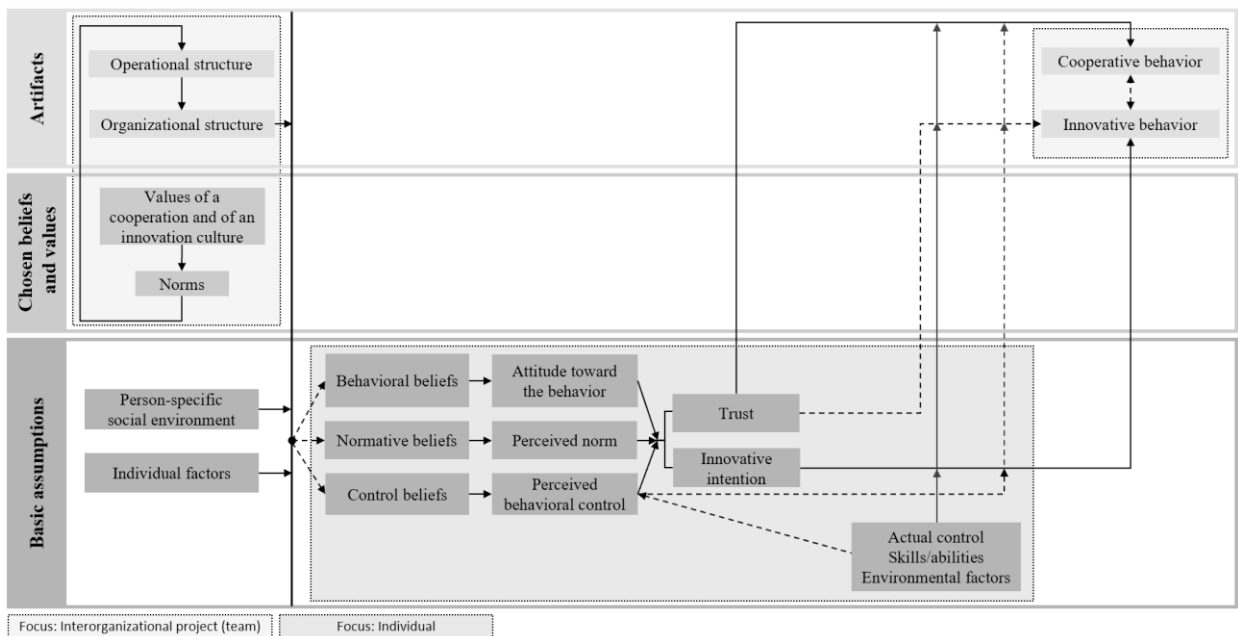 Artifacts
Operational structure
Organizational structure
Cooperative behavior
Innovative behavior
Chosen beliefs
and values
Values of a
cooperation and of an
innovation culture
Norms
Basic assumptions
Person-specific
social environment
Individual factors
Behavioral beliefs
Normative beliefs
Control beliefs
Attitude toward
the behavior
Perceived norm
Perceived
behavioral control
Trust
Innovative
intention
Actual control
Skills/abilities
Environmental factors
Focus: Interorganizational project (team)
Focus: Individual